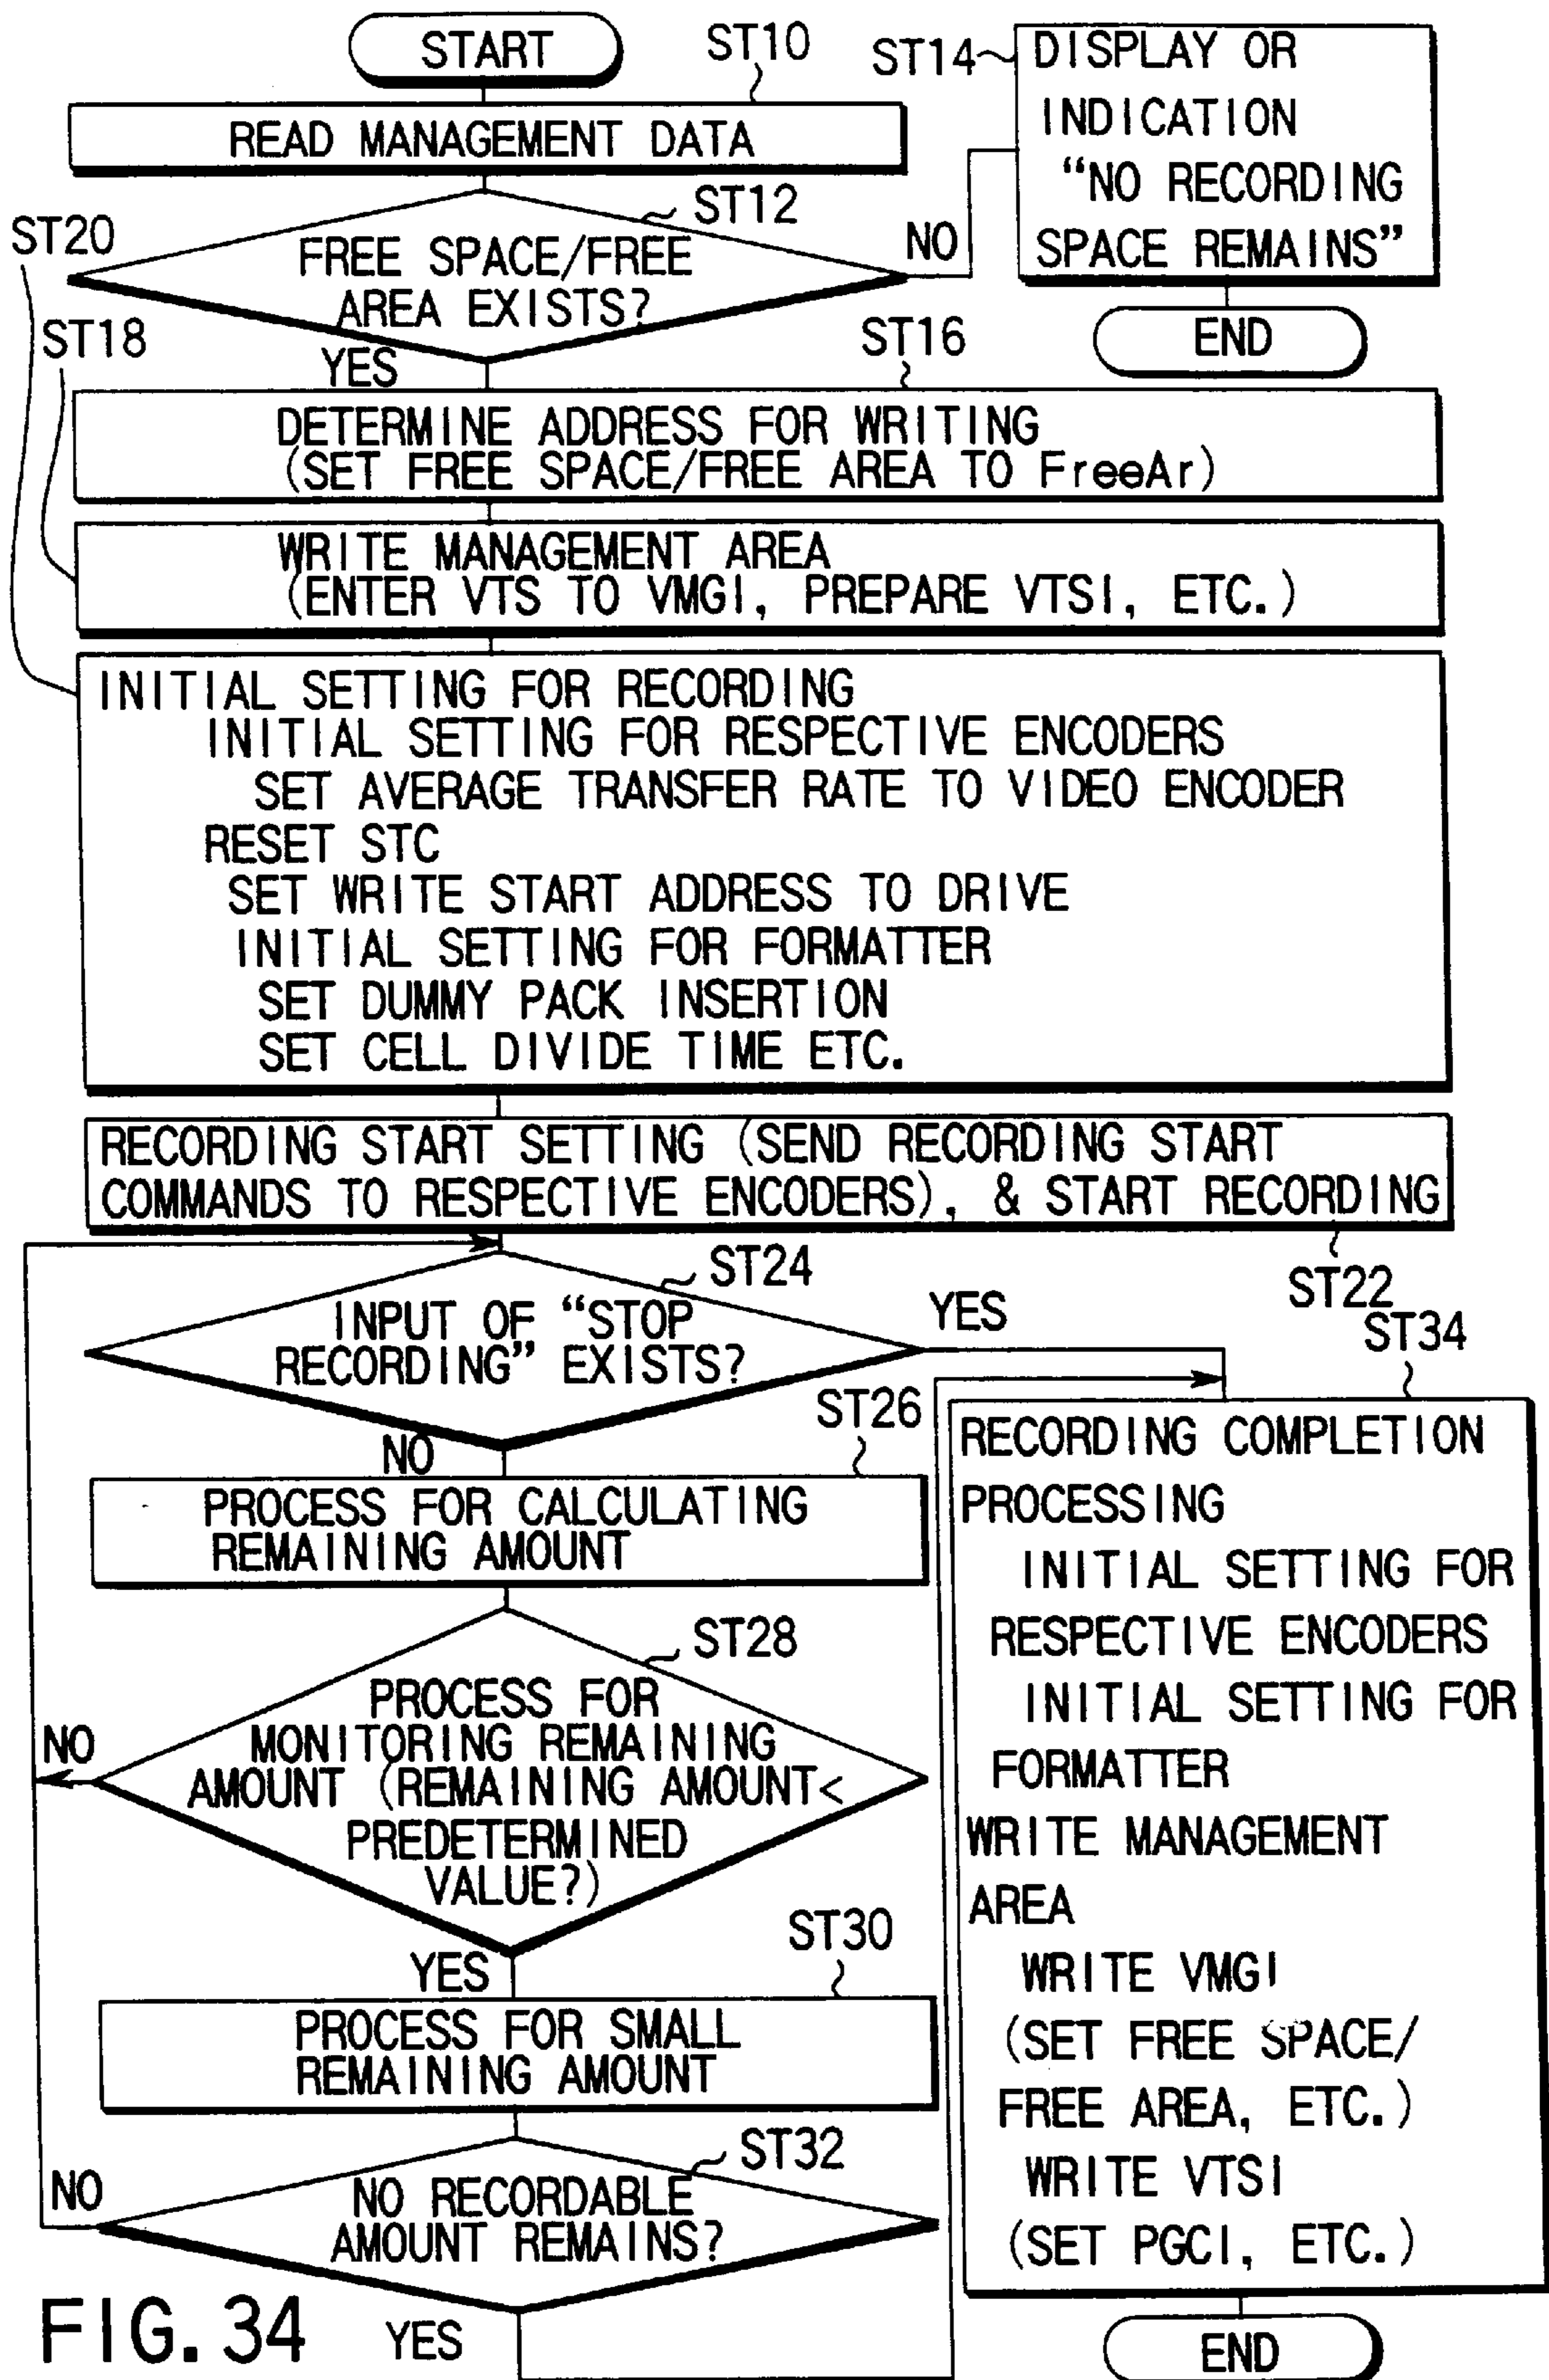 START
ST10
READ MANAGEMENT DATA
ST12
FREE SPACE/FREE
AREA EXISTS?
NO
ST14
DISPLAY OR
INDICATION
“NO RECORDING
SPACE REMAINS”
END
YES
ST16
DETERMINE ADDRESS FOR WRITING
(SET FREE SPACE/FREE AREA TO FreeAr)
ST18
WRITE MANAGEMENT AREA
(ENTER VTS TO VMGI, PREPARE VTSI, ETC.)
ST20
INITIAL SETTING FOR RECORDING
INITIAL SETTING FOR RESPECTIVE ENCODERS
SET AVERAGE TRANSFER RATE TO VIDEO ENCODER
RESET STC
SET WRITE START ADDRESS TO DRIVE
INITIAL SETTING FOR FORMATTER
SET DUMMY PACK INSERTION
SET CELL DIVIDE TIME ETC.
RECORDING START SETTING (SEND RECORDING START
COMMANDS TO RESPECTIVE ENCODERS), & START RECORDING
ST22
ST24
INPUT OF “STOP
RECORDING” EXISTS?
YES
NO
ST26
PROCESS FOR CALCULATING
REMAINING AMOUNT
ST28
PROCESS FOR
MONITORING REMAINING
AMOUNT (REMAINING AMOUNT<
PREDETERMINED
VALUE?)
NO
YES
ST30
PROCESS FOR SMALL
REMAINING AMOUNT
ST32
NO RECORDABLE
AMOUNT REMAINS?
NO
YES
ST34
RECORDING COMPLETION
PROCESSING
INITIAL SETTING FOR
RESPECTIVE ENCODERS
INITIAL SETTING FOR
FORMATTER
WRITE MANAGEMENT
AREA
WRITE VMGI
(SET FREE SPACE/
FREE AREA, ETC.)
WRITE VTSI
(SET PGCI, ETC.)
END
FIG. 34